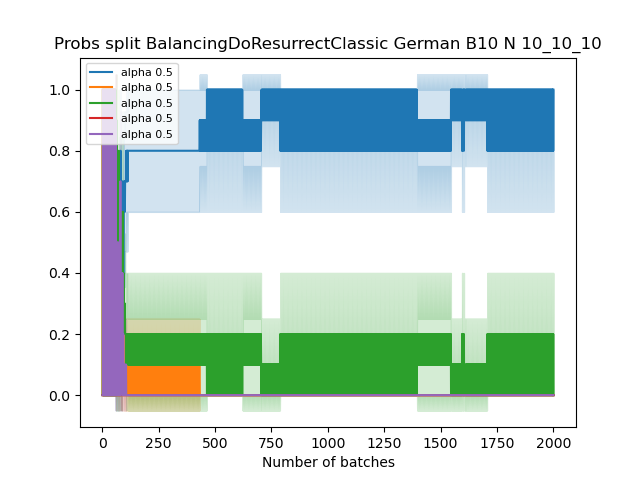 Probs split BalancingDoResurrectClassic German B10 N 10_10_10
alpha 0.5
alpha 0.5
alpha 0.5
alpha 0.5
alpha 0.5
1.0
0.8
0.6
0.4
0.2
0.0
0 250 500 750 1000 1250 1500 1750 2000
Number of batches